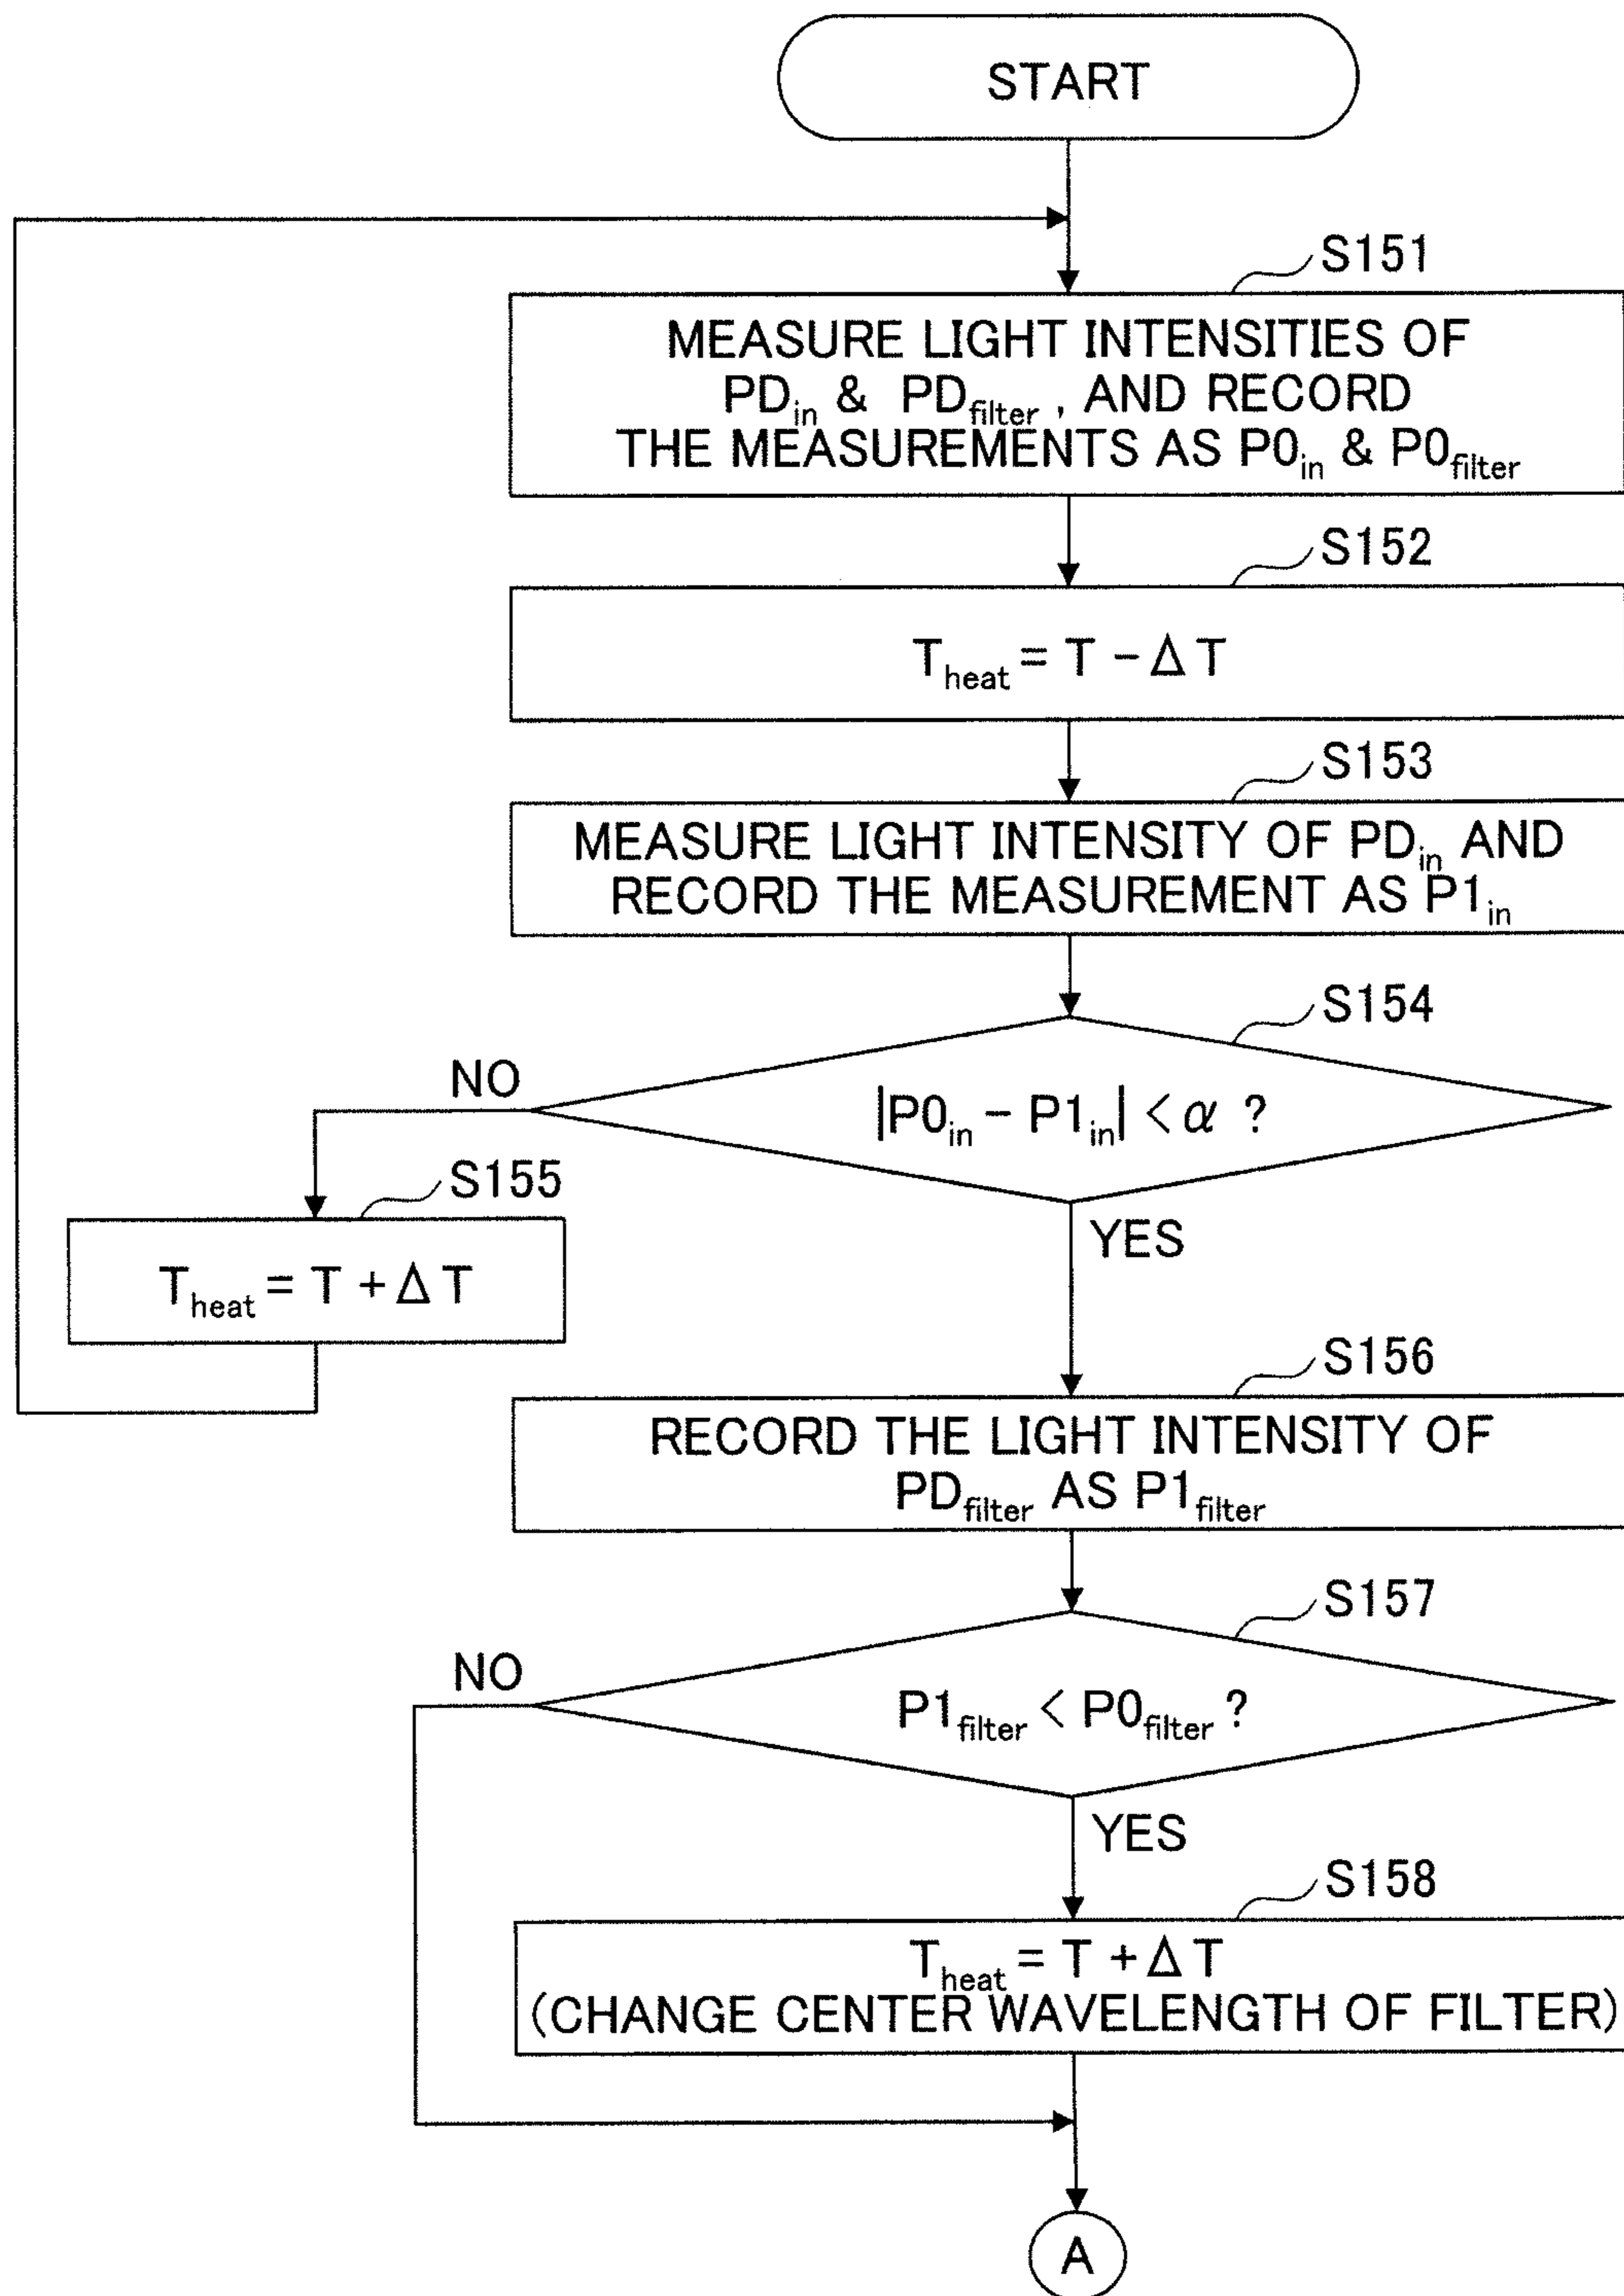 START
S151
MEASURE LIGHT INTENSITIES OF
PDin & PDfilter, AND RECORD
THE MEASUREMENTS AS P0in & P0filter
S152
Theat = T − Δ T
S153
MEASURE LIGHT INTENSITY OF PDin AND
RECORD THE MEASUREMENT AS P1in
S154
NO
|P0in − P1in| < α ?
S155
YES
Theat = T + Δ T
S156
RECORD THE LIGHT INTENSITY OF
PDfilter AS P1filter
S157
NO
P1filter < P0filter ?
YES
S158
Theat = T + Δ T
(CHANGE CENTER WAVELENGTH OF FILTER)
A